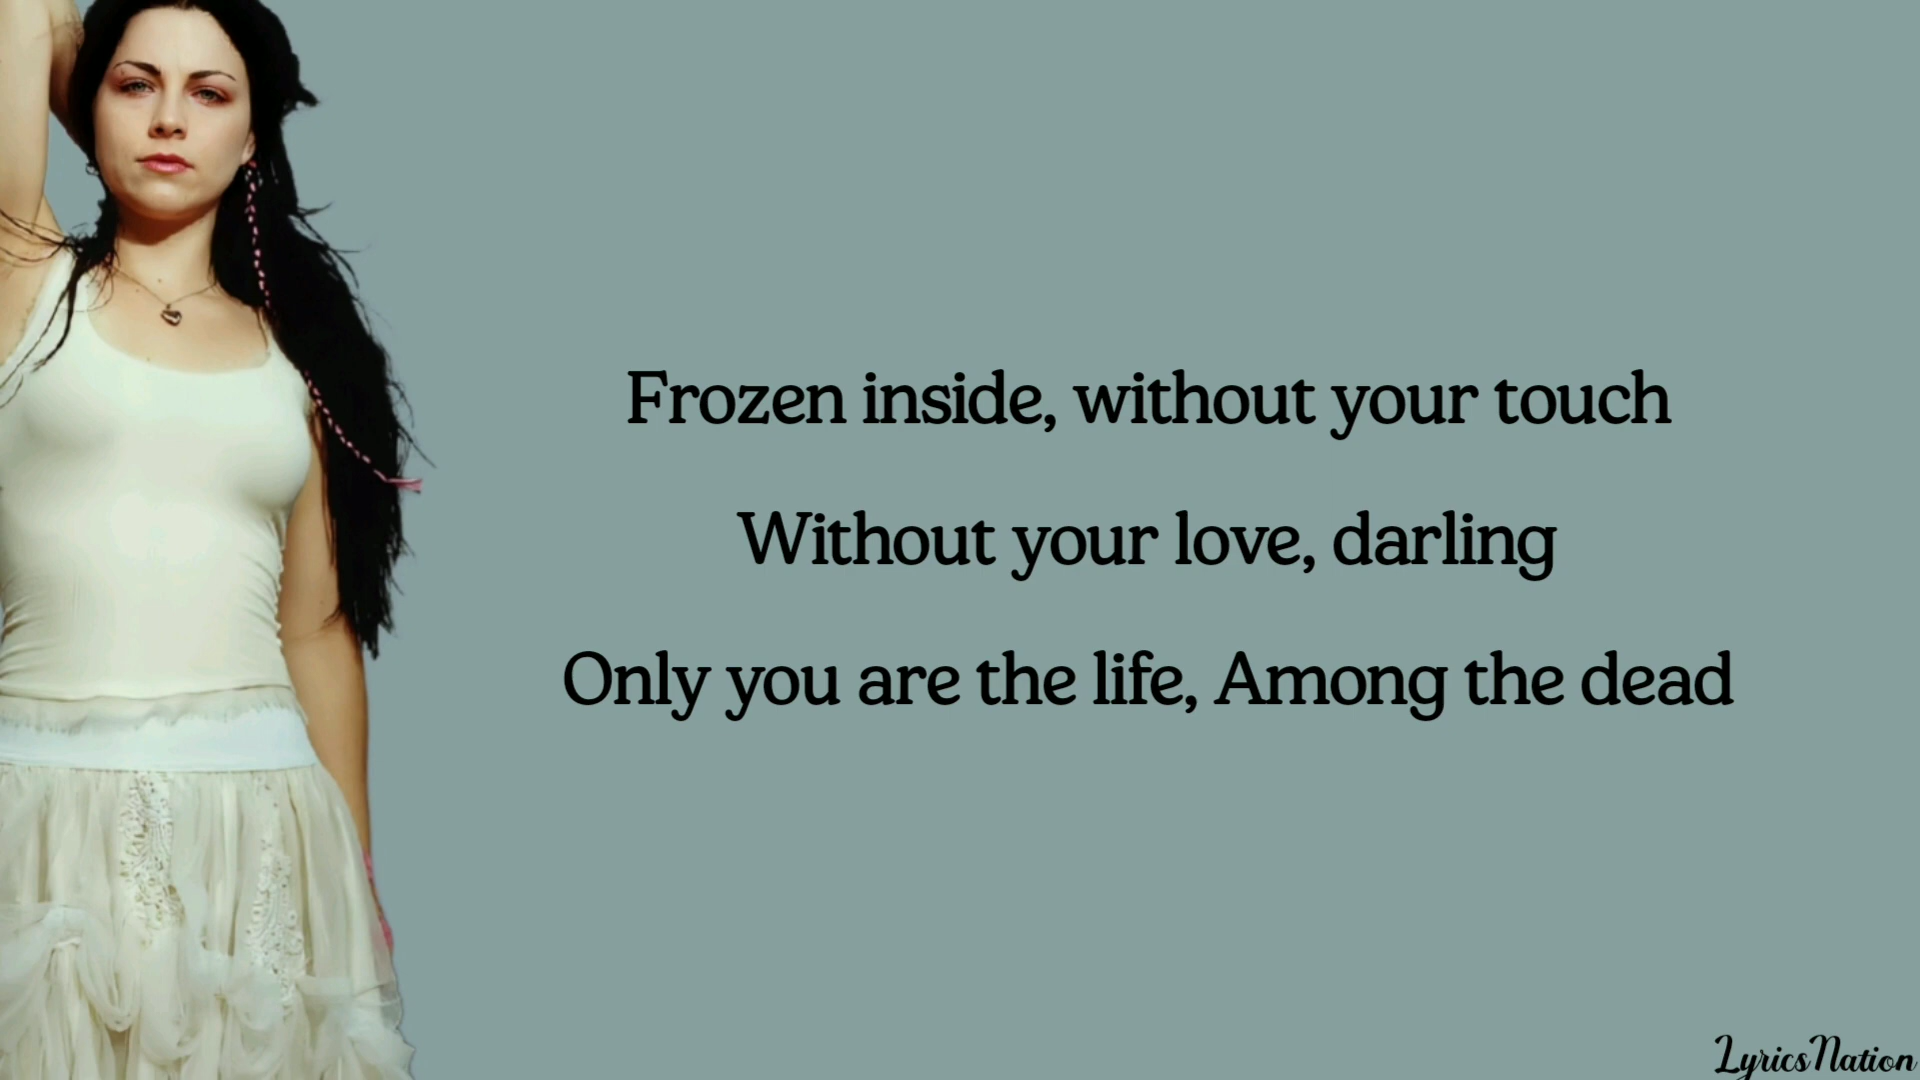 Frozen inside, without your touch
Without your love, darling
Only you are the life, Among the dead
LyricsNation